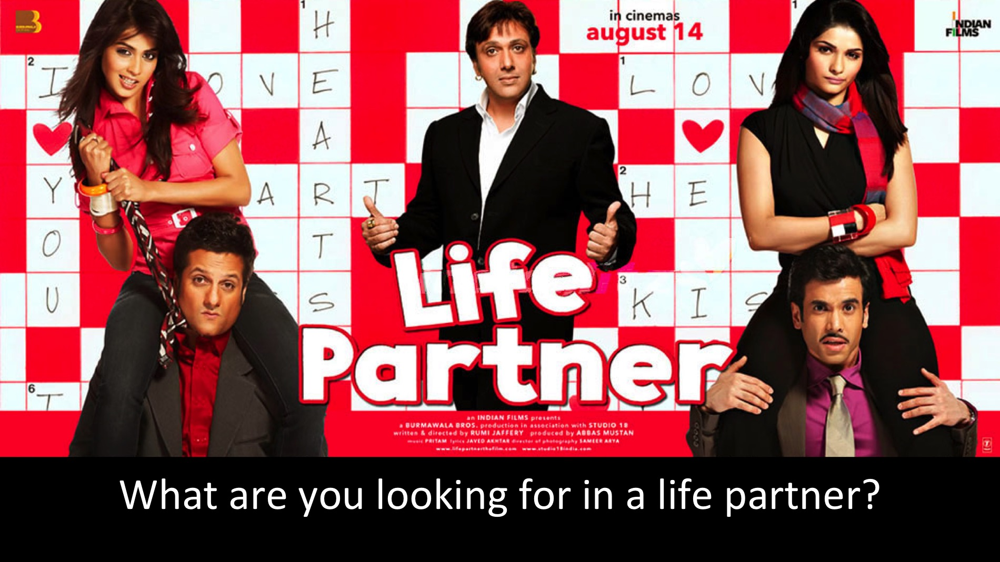 BURMAWALA
in cinemas
august 14
INDIAN
FILMS
1
H
1
2
I
O V E
1
L O V
A
Y
A R T
2
H E
O
T
U
S
3
K I S
Life
Partner
6
T
an INDIAN FILMS presents
a BURMAWALA BROS. production in association with STUDIO 18
written & directed by RUMI JAFFERY produced by ABBAS MUSTAN
music PRITAM lyrics JAVED AKHTAR director of photography SAMEER ARYA
www.lifepartnerthefilm.com www.studio18india.com
What are you looking for in a life partner?